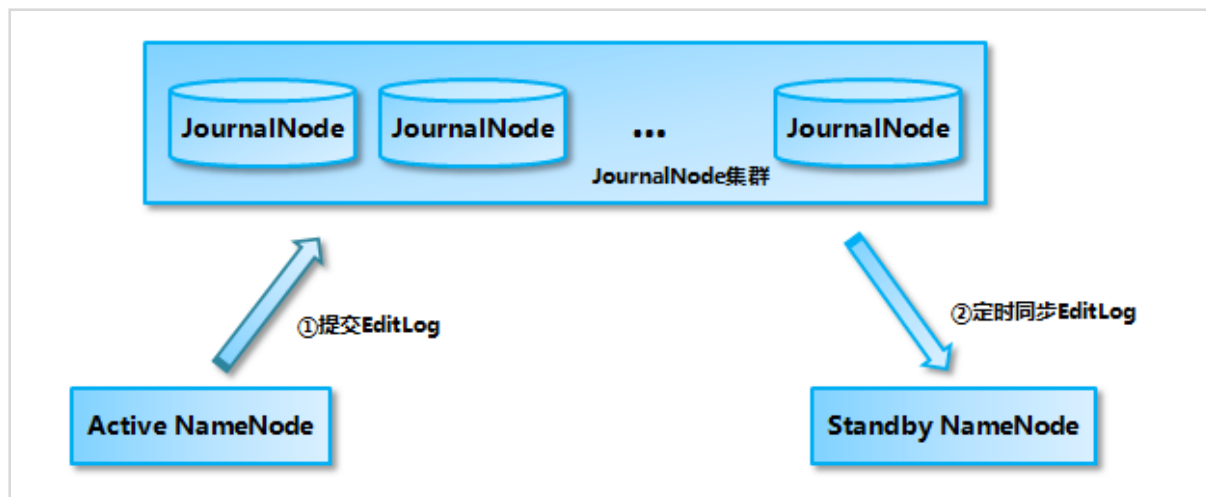 JournalNode
JournalNode
...
JournalNode
JournalNode集群
①提交EditLog
②定时同步EditLog
Active NameNode
Standby NameNode